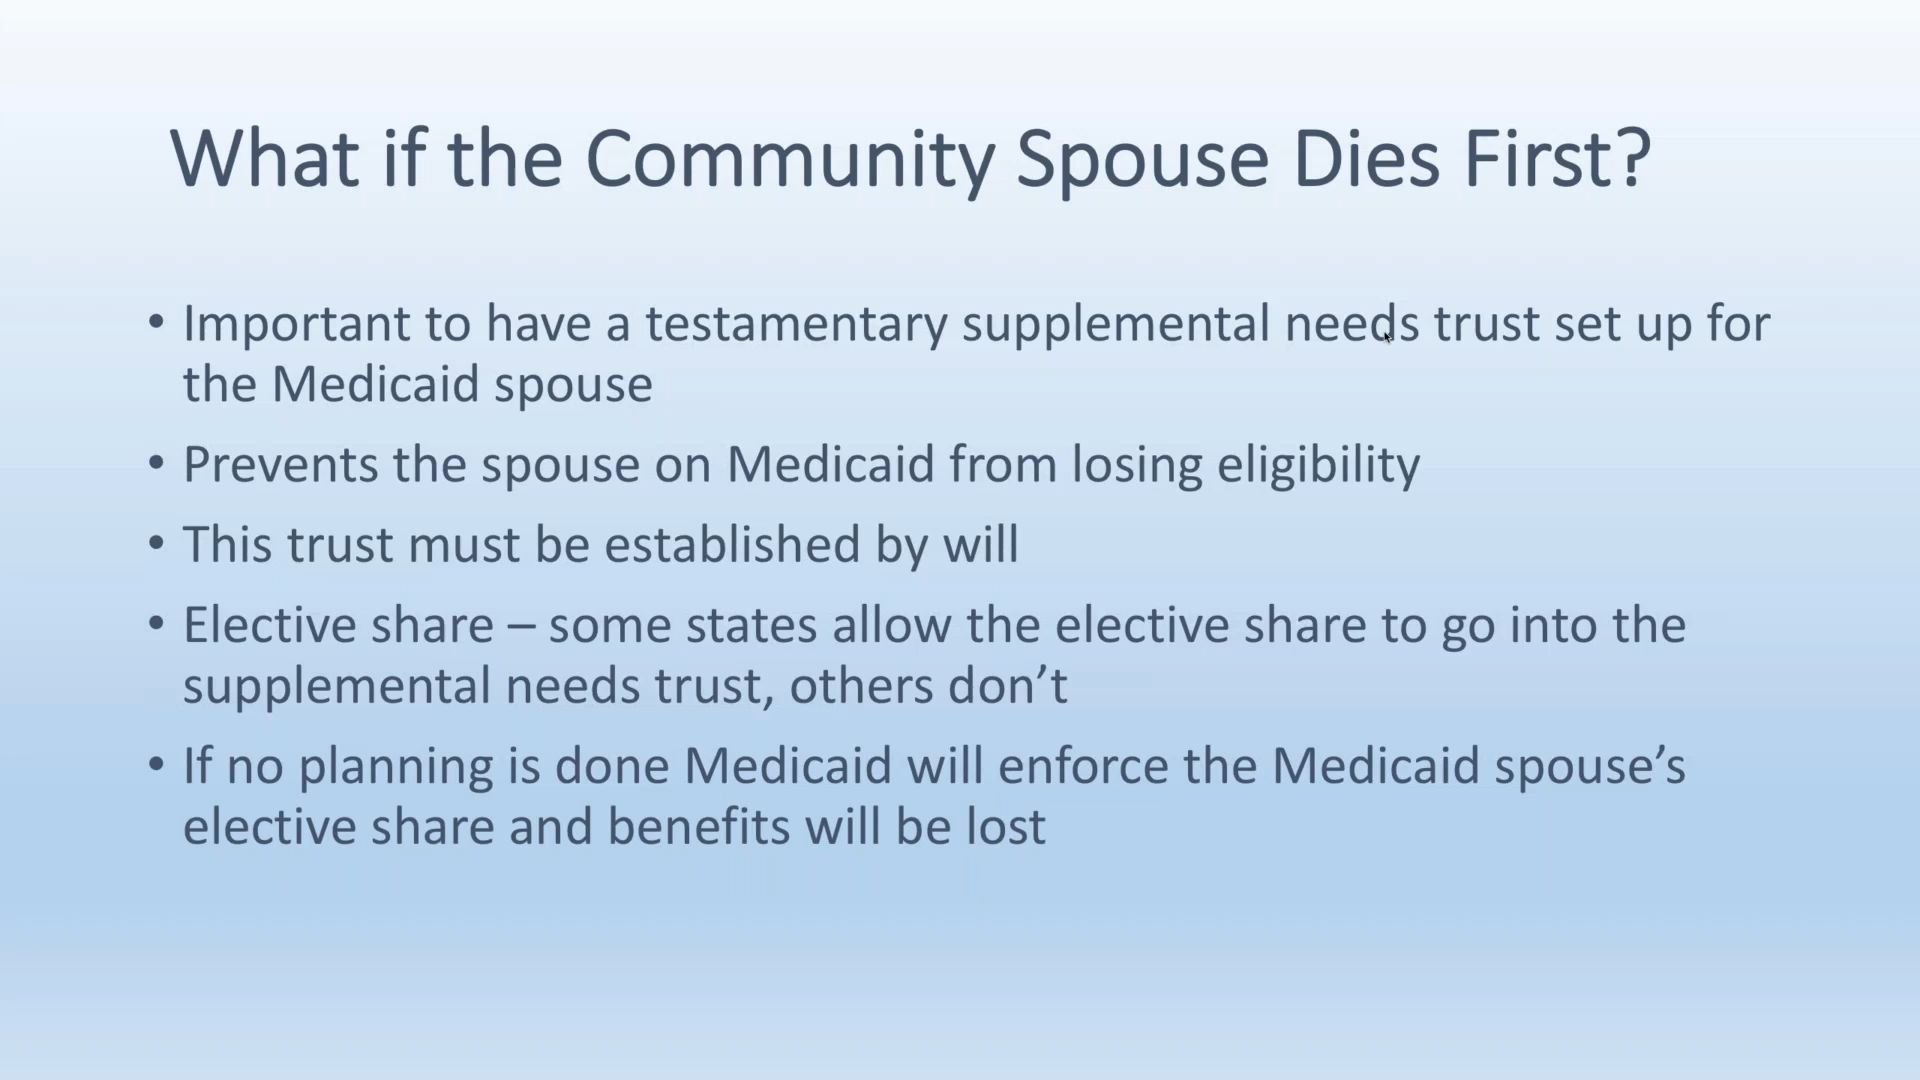 What if the Community Spouse Dies First?
• Important to have a testamentary supplemental needs trust set up for
the Medicaid spouse
• Prevents the spouse on Medicaid from losing eligibility
• This trust must be established by will
• Elective share – some states allow the elective share to go into the
supplemental needs trust, others don’t
• If no planning is done Medicaid will enforce the Medicaid spouse’s
elective share and benefits will be lost